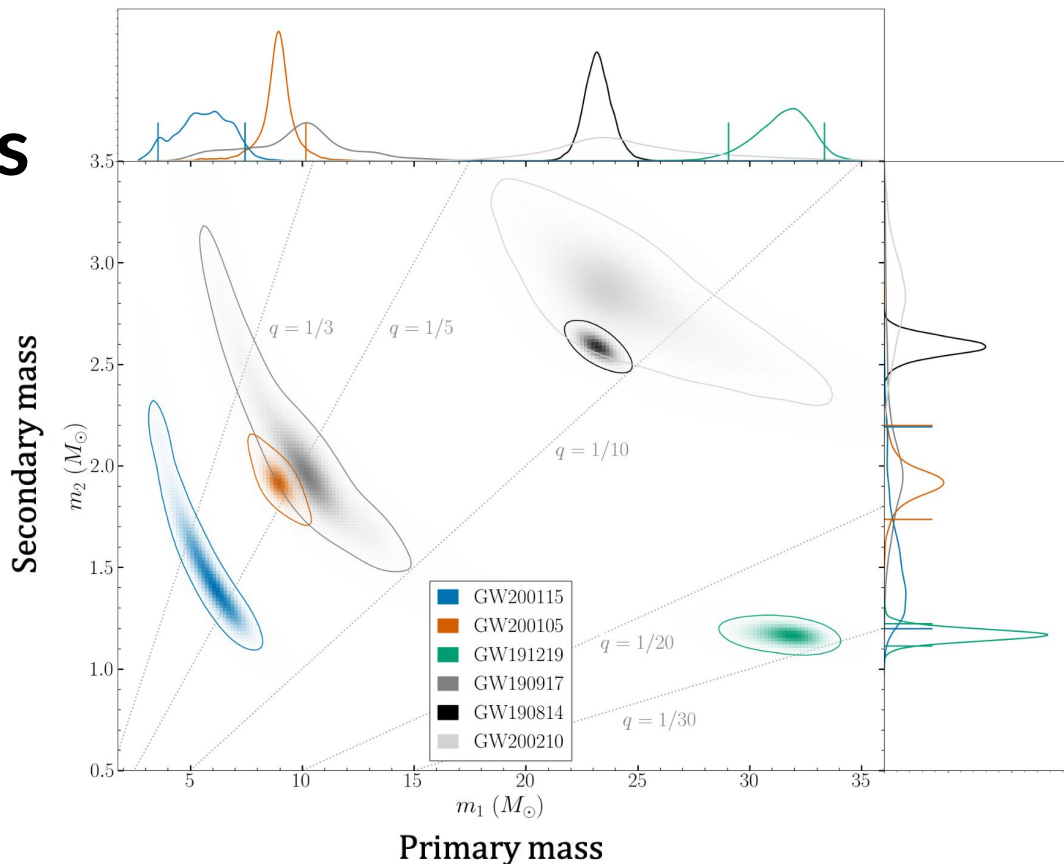 s
3.5
3.0
2.5
2.0
1.5
1.0
0.5
Secondary mass
m₂ (M⊙)
q = 1/3
q = 1/5
q = 1/10
q = 1/20
q = 1/30
GW200115
GW200105
GW191219
GW190917
GW190814
GW200210
5 10 15 20 25 30 35
m₁ (M⊙)
Primary mass